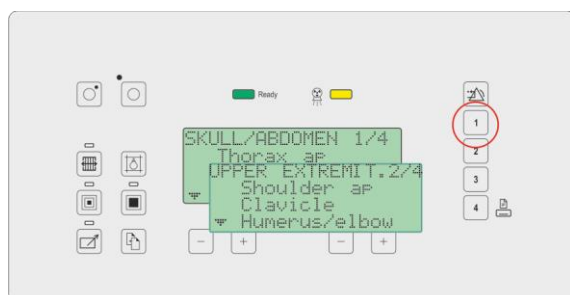 Ready
SKULL/ABDOMEN 1/4
Thorax ap
UPPER EXTREMIT.2/4
Shoulder ap
Clavicle
Humerus/elbow
1
2
3
4
- + - +